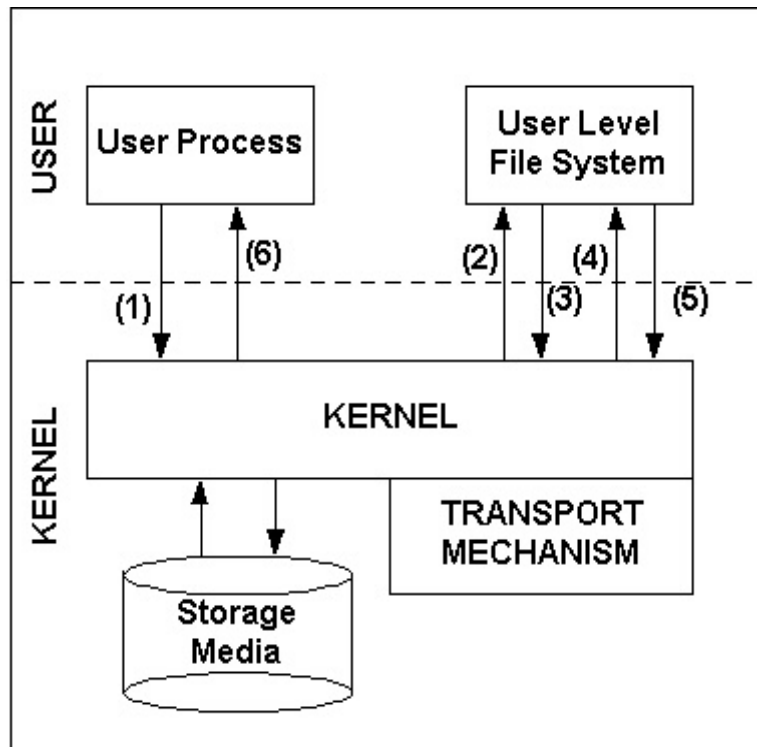 USER
User Process
User Level
File System
(1)
(6)
(2)
(3)
(4)
(5)
KERNEL
KERNEL
TRANSPORT
MECHANISM
Storage
Media